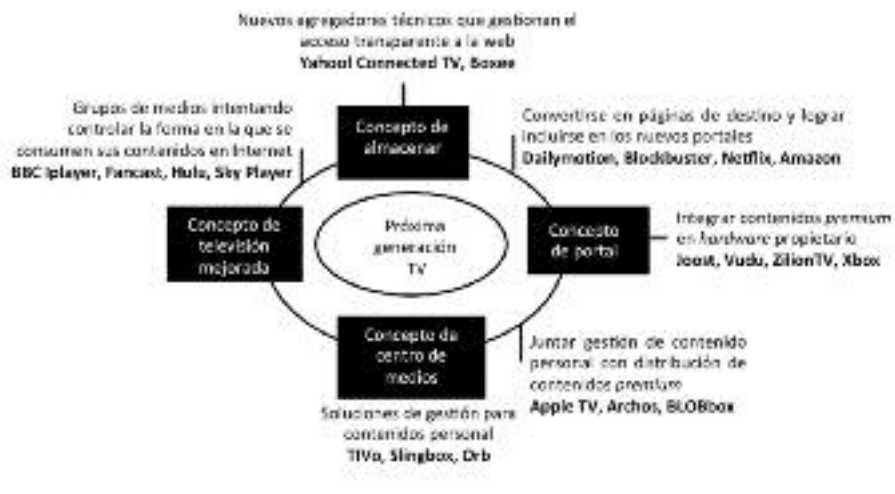 Nuevos agregadores técnicos que gestionan el
acceso transparente a la web
Yahoo! Connected TV, Boxee
Grupos de medios intentando
controlar la forma en la que se
consumen sus contenidos en Internet
BBC Iplayer, Fancast, Hulu, Sky Player
Concepto de
almacenar
Convertirse en páginas de destino y lograr
incluirse en los nuevos portales
Dailymotion, Blockbuster, Netflix, Amazon
Concepto de
televisión
mejorada
Próxima
generación
TV
Concepto
de portal
Integrar contenidos premium
en hardware propietario
Joost, Vudu, ZilionTV, Xbox
Concepto de
centro de
medios
Juntar gestión de contenido
personal con distribución de
contenidos premium
Apple TV, Archos, BLOBbox
Soluciones de gestión para
contenidos personal
TiVo, Slingbox, Orb